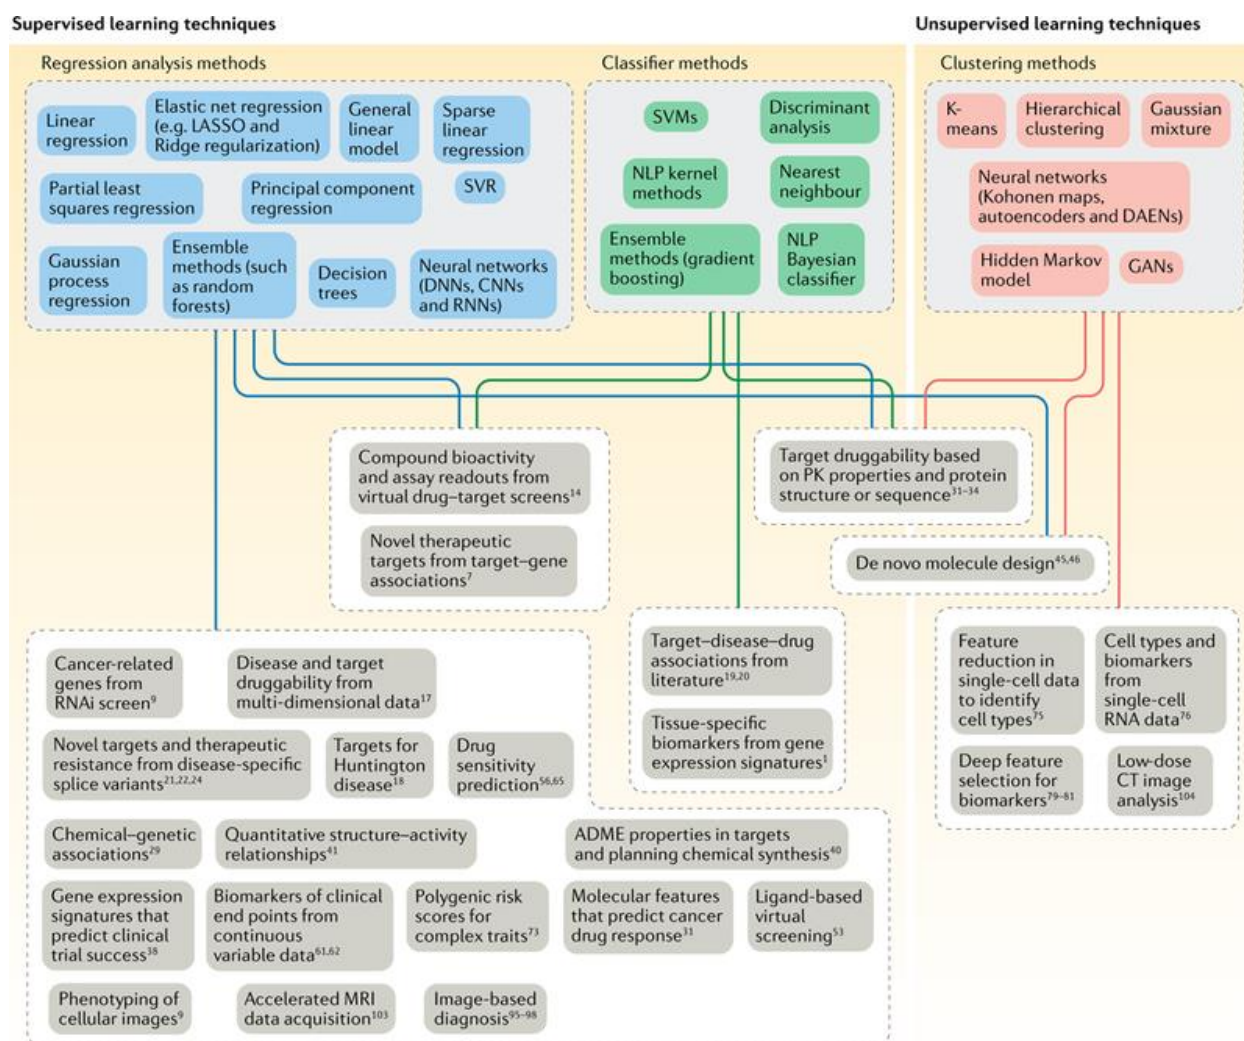 Supervised learning techniques
Unsupervised learning techniques
Regression analysis methods
Classifier methods
Clustering methods
Linear
regression
Elastic net regression
(e.g. LASSO and
Ridge regularization)
General
linear
model
Sparse
linear
regression
Partial least
squares regression
Principal component
regression
SVR
Gaussian
process
regression
Ensemble
methods (such
as random
forests)
Decision
trees
Neural networks
(DNNs, CNNs
and RNNs)
SVMs
Discriminant
analysis
NLP kernel
methods
Nearest
neighbour
Ensemble
methods (gradient
boosting)
NLP
Bayesian
classifier
K-
means
Hierarchical
clustering
Gaussian
mixture
Neural networks
(Kohonen maps,
autoencoders and DAENs)
Hidden Markov
model
GANs
Compound bioactivity
and assay readouts from
virtual drug–target screens14
Novel therapeutic
targets from target–gene
associations7
Target druggability based
on PK properties and protein
structure or sequence31–34
De novo molecule design45,46
Target–disease–drug
associations from
literature19,20
Tissue-specific
biomarkers from gene
expression signatures1
Feature
reduction in
single-cell data
to identify
cell types75
Cell types and
biomarkers
from
single-cell
RNA data76
Deep feature
selection for
biomarkers79–81
Low-dose
CT image
analysis104
Cancer-related
genes from
RNAi screen9
Disease and target
druggability from
multi-dimensional data17
Novel targets and therapeutic
resistance from disease-specific
splice variants21,22,24
Targets for
Huntington
disease18
Drug
sensitivity
prediction56,65
Chemical–genetic
associations29
Quantitative structure–activity
relationships41
ADME properties in targets
and planning chemical synthesis40
Gene expression
signatures that
predict clinical
trial success38
Biomarkers of clinical
end points from
continuous
variable data61,62
Polygenic risk
scores for
complex traits73
Molecular features
that predict cancer
drug response31
Ligand-based
virtual
screening53
Phenotyping of
cellular images9
Accelerated MRI
data acquisition103
Image-based
diagnosis95–98